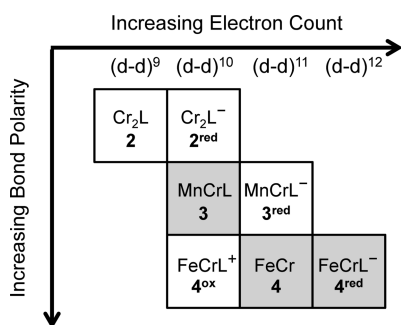 Increasing Electron Count
(d-d)⁹ (d-d)¹⁰ (d-d)¹¹ (d-d)¹²
Increasing Bond Polarity
Cr₂L Cr₂L⁻
2 2ʳᵉᵈ
MnCrL MnCrL⁻
3 3ʳᵉᵈ
FeCrL⁺ FeCr FeCrL⁻
4ᵒˣ 4 4ʳᵉᵈ